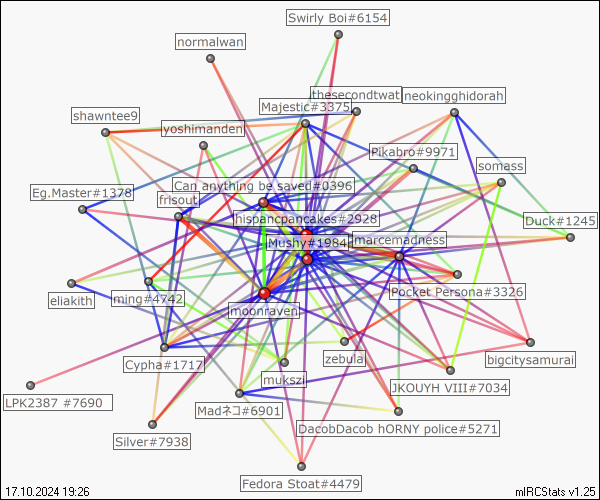 Swirly Boi#6154
normalwan
thesecondtwat
neokingghidorah
Majestic#3375
shawntee9
yoshimanden
Pikabro#9971
somass
Can anything be saved#0396
Eg.Master#1378
frisout
hispancpancakes#2928
Duck#1245
Mushy#1984
marcemadness
eliakith
ming#4742
Pocket Persona#3326
moonraven
Cypha#1717
zebula
bigcitysamurai
mukszi
JKOUYH VIII#7034
LPK2387 #7690
Madネコ#6901
DacobDacob hORNY police#5271
Silver#7938
Fedora Stoat#4479
17.10.2024 19:26
mIRCStats v1.25